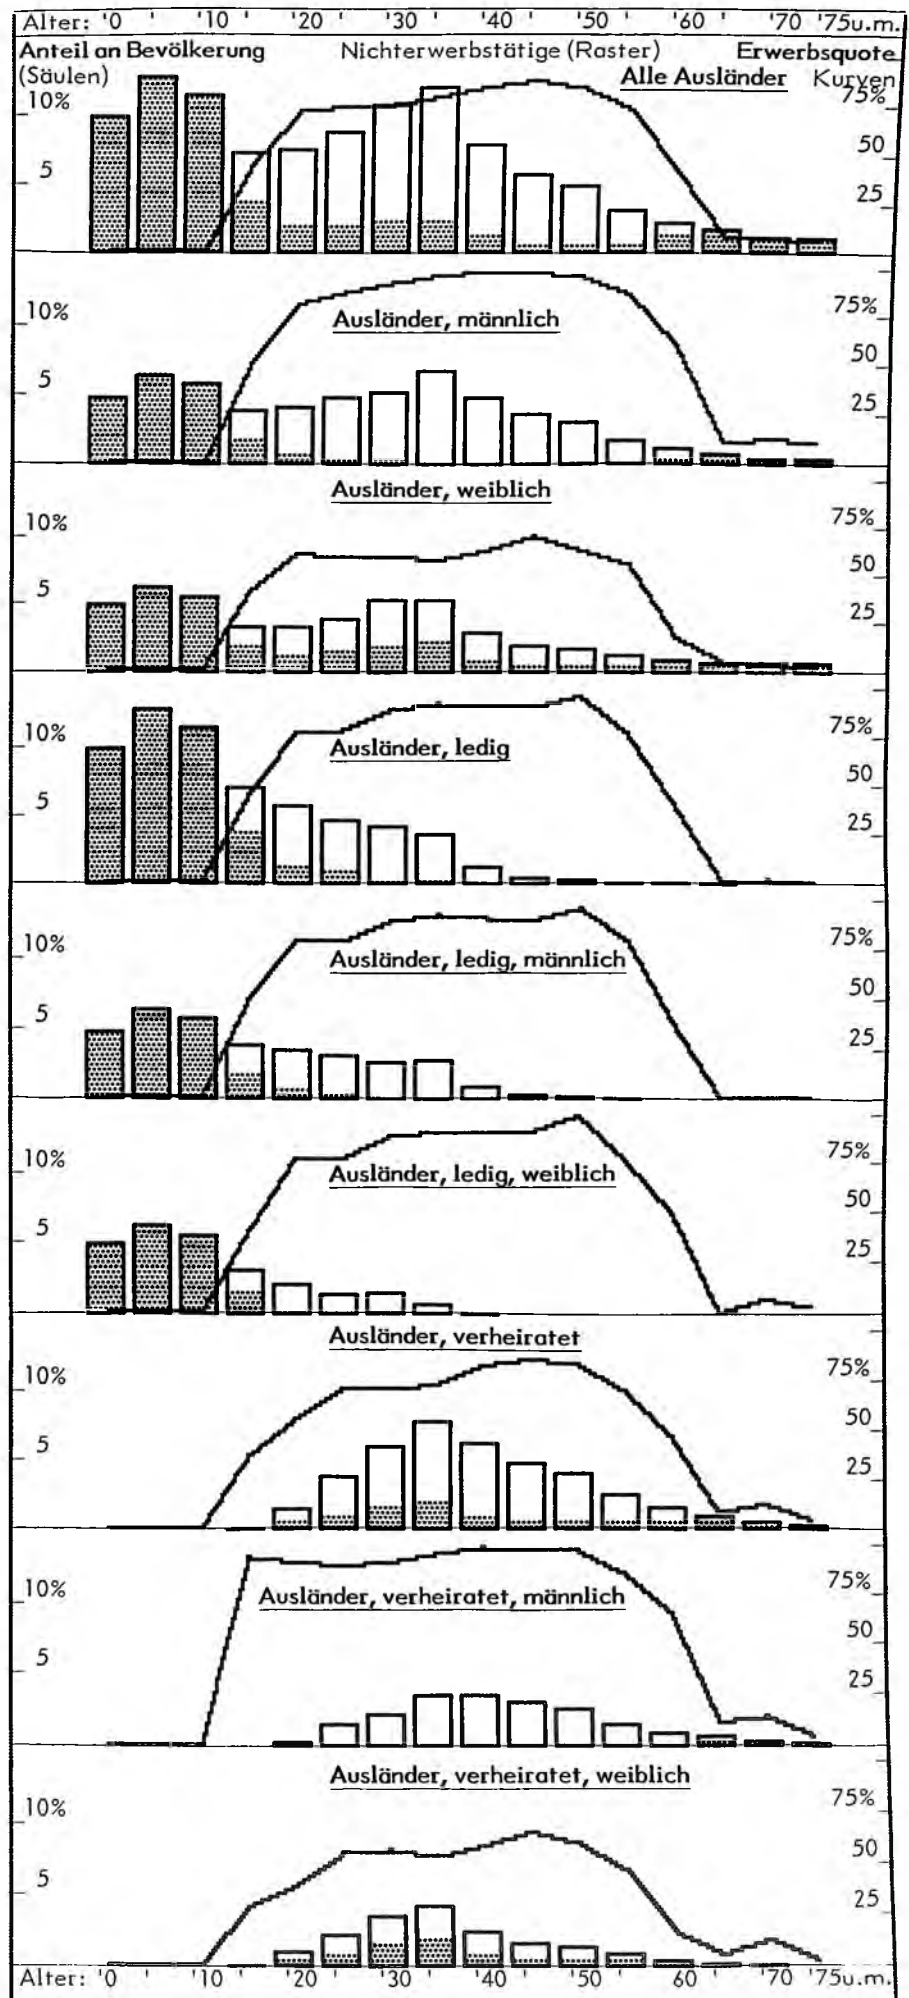 Alter: '0 ' '10 ' '20 ' '30 ' '40 ' '50 ' 60 ' '70 '75u.m.
Anteil an Bevölkerung Nichterwerbstätige (Raster) Erwerbsquote
(Säulen) Alle Ausländer Kurven
10% 75%
50
5
25
10% Ausländer, männlich 75%
50
5
25
Ausländer, weiblich
10% 75%
50
5
25
10% Ausländer, ledig 75%
50
5
25
10% Ausländer, ledig, männlich 75%
50
5
25
10% Ausländer, ledig, weiblich 75%
50
5
25
Ausländer, verheiratet
10% 75%
50
5
25
10% Ausländer, verheiratet, männlich 75%
50
5
25
Ausländer, verheiratet, weiblich
10% 75%
50
5
25
Alter: '0 ' '10 ' '20 ' '30 ' '40 ' '50 ' 60 ' '70 '75u.m.